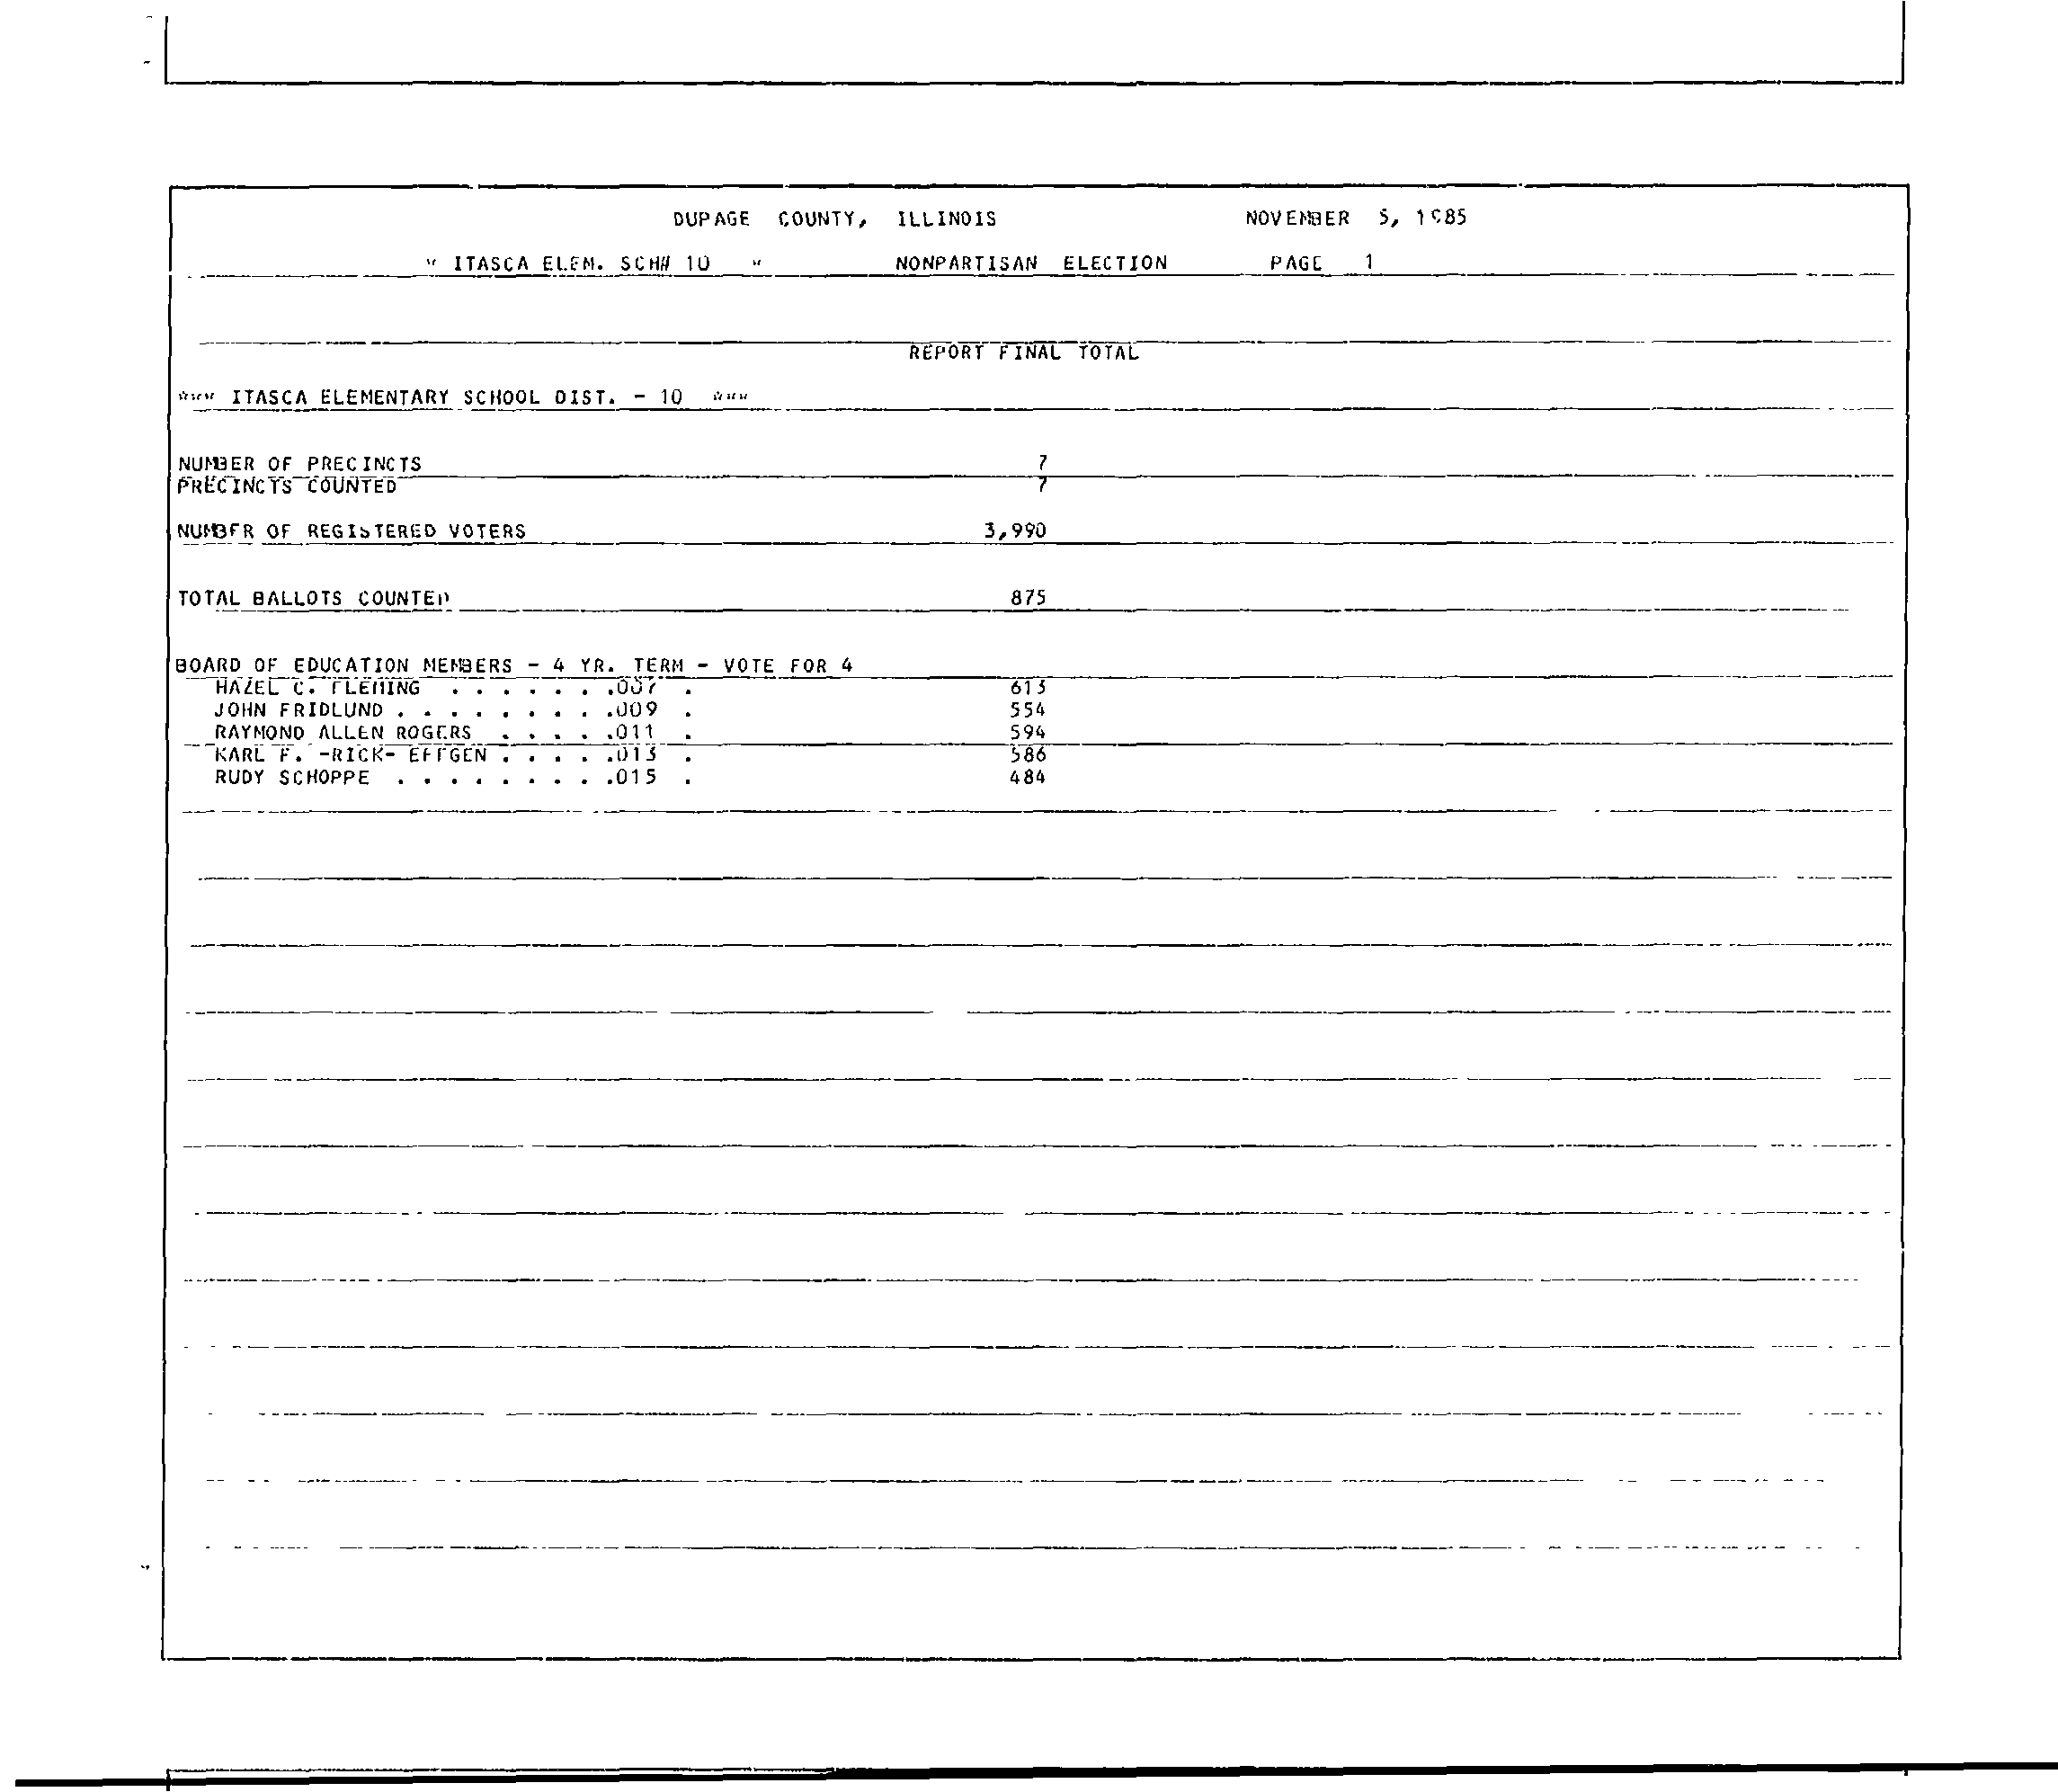 DUPAGE COUNTY, ILLINOIS NOVEMBER 5, 1985
* ITASCA ELEM. SCH# 10 * NONPARTISAN ELECTION PAGE 1
REPORT FINAL TOTAL
*** ITASCA ELEMENTARY SCHOOL DIST. - 10 ***
NUMBER OF PRECINCTS 7
PRECINCTS COUNTED 7
NUMBER OF REGISTERED VOTERS 3,990
TOTAL BALLOTS COUNTED 875
BOARD OF EDUCATION MEMBERS - 4 YR. TERM - VOTE FOR 4
HAZEL C. FLEMING . . . . . . .007 . 613
JOHN FRIDLUND . . . . . . . . .009 . 554
RAYMOND ALLEN ROGERS . . . . .011 . 594
KARL F. -RICK- EFFGEN . . . . .013 . 586
RUDY SCHOPPE . . . . . . . . .015 . 484